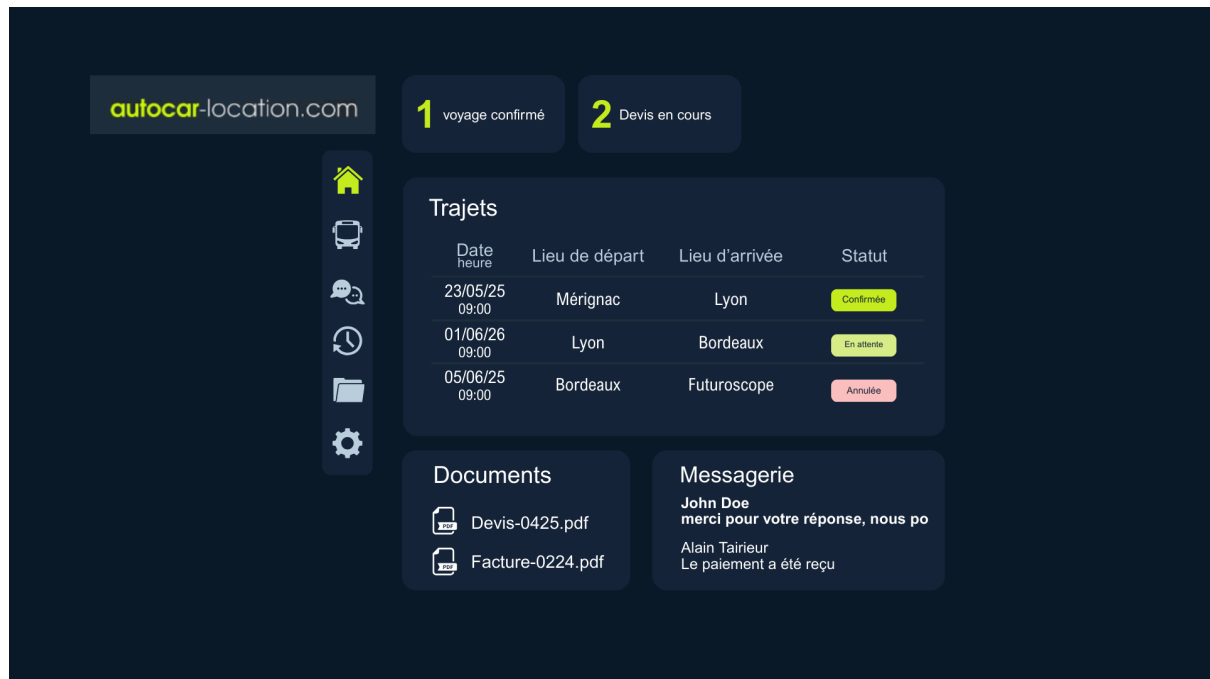 autocar-location.com
1 voyage confirmé
2 Devis en cours
Trajets
Date heure Lieu de départ Lieu d'arrivée Statut
23/05/25 09:00 Mérignac Lyon Confirmée
01/06/26 09:00 Lyon Bordeaux En attente
05/06/25 09:00 Bordeaux Futuroscope Annulée
Documents
PDF Devis-0425.pdf
PDF Facture-0224.pdf
Messagerie
John Doe
merci pour votre réponse, nous po
Alain Tairieur
Le paiement a été reçu